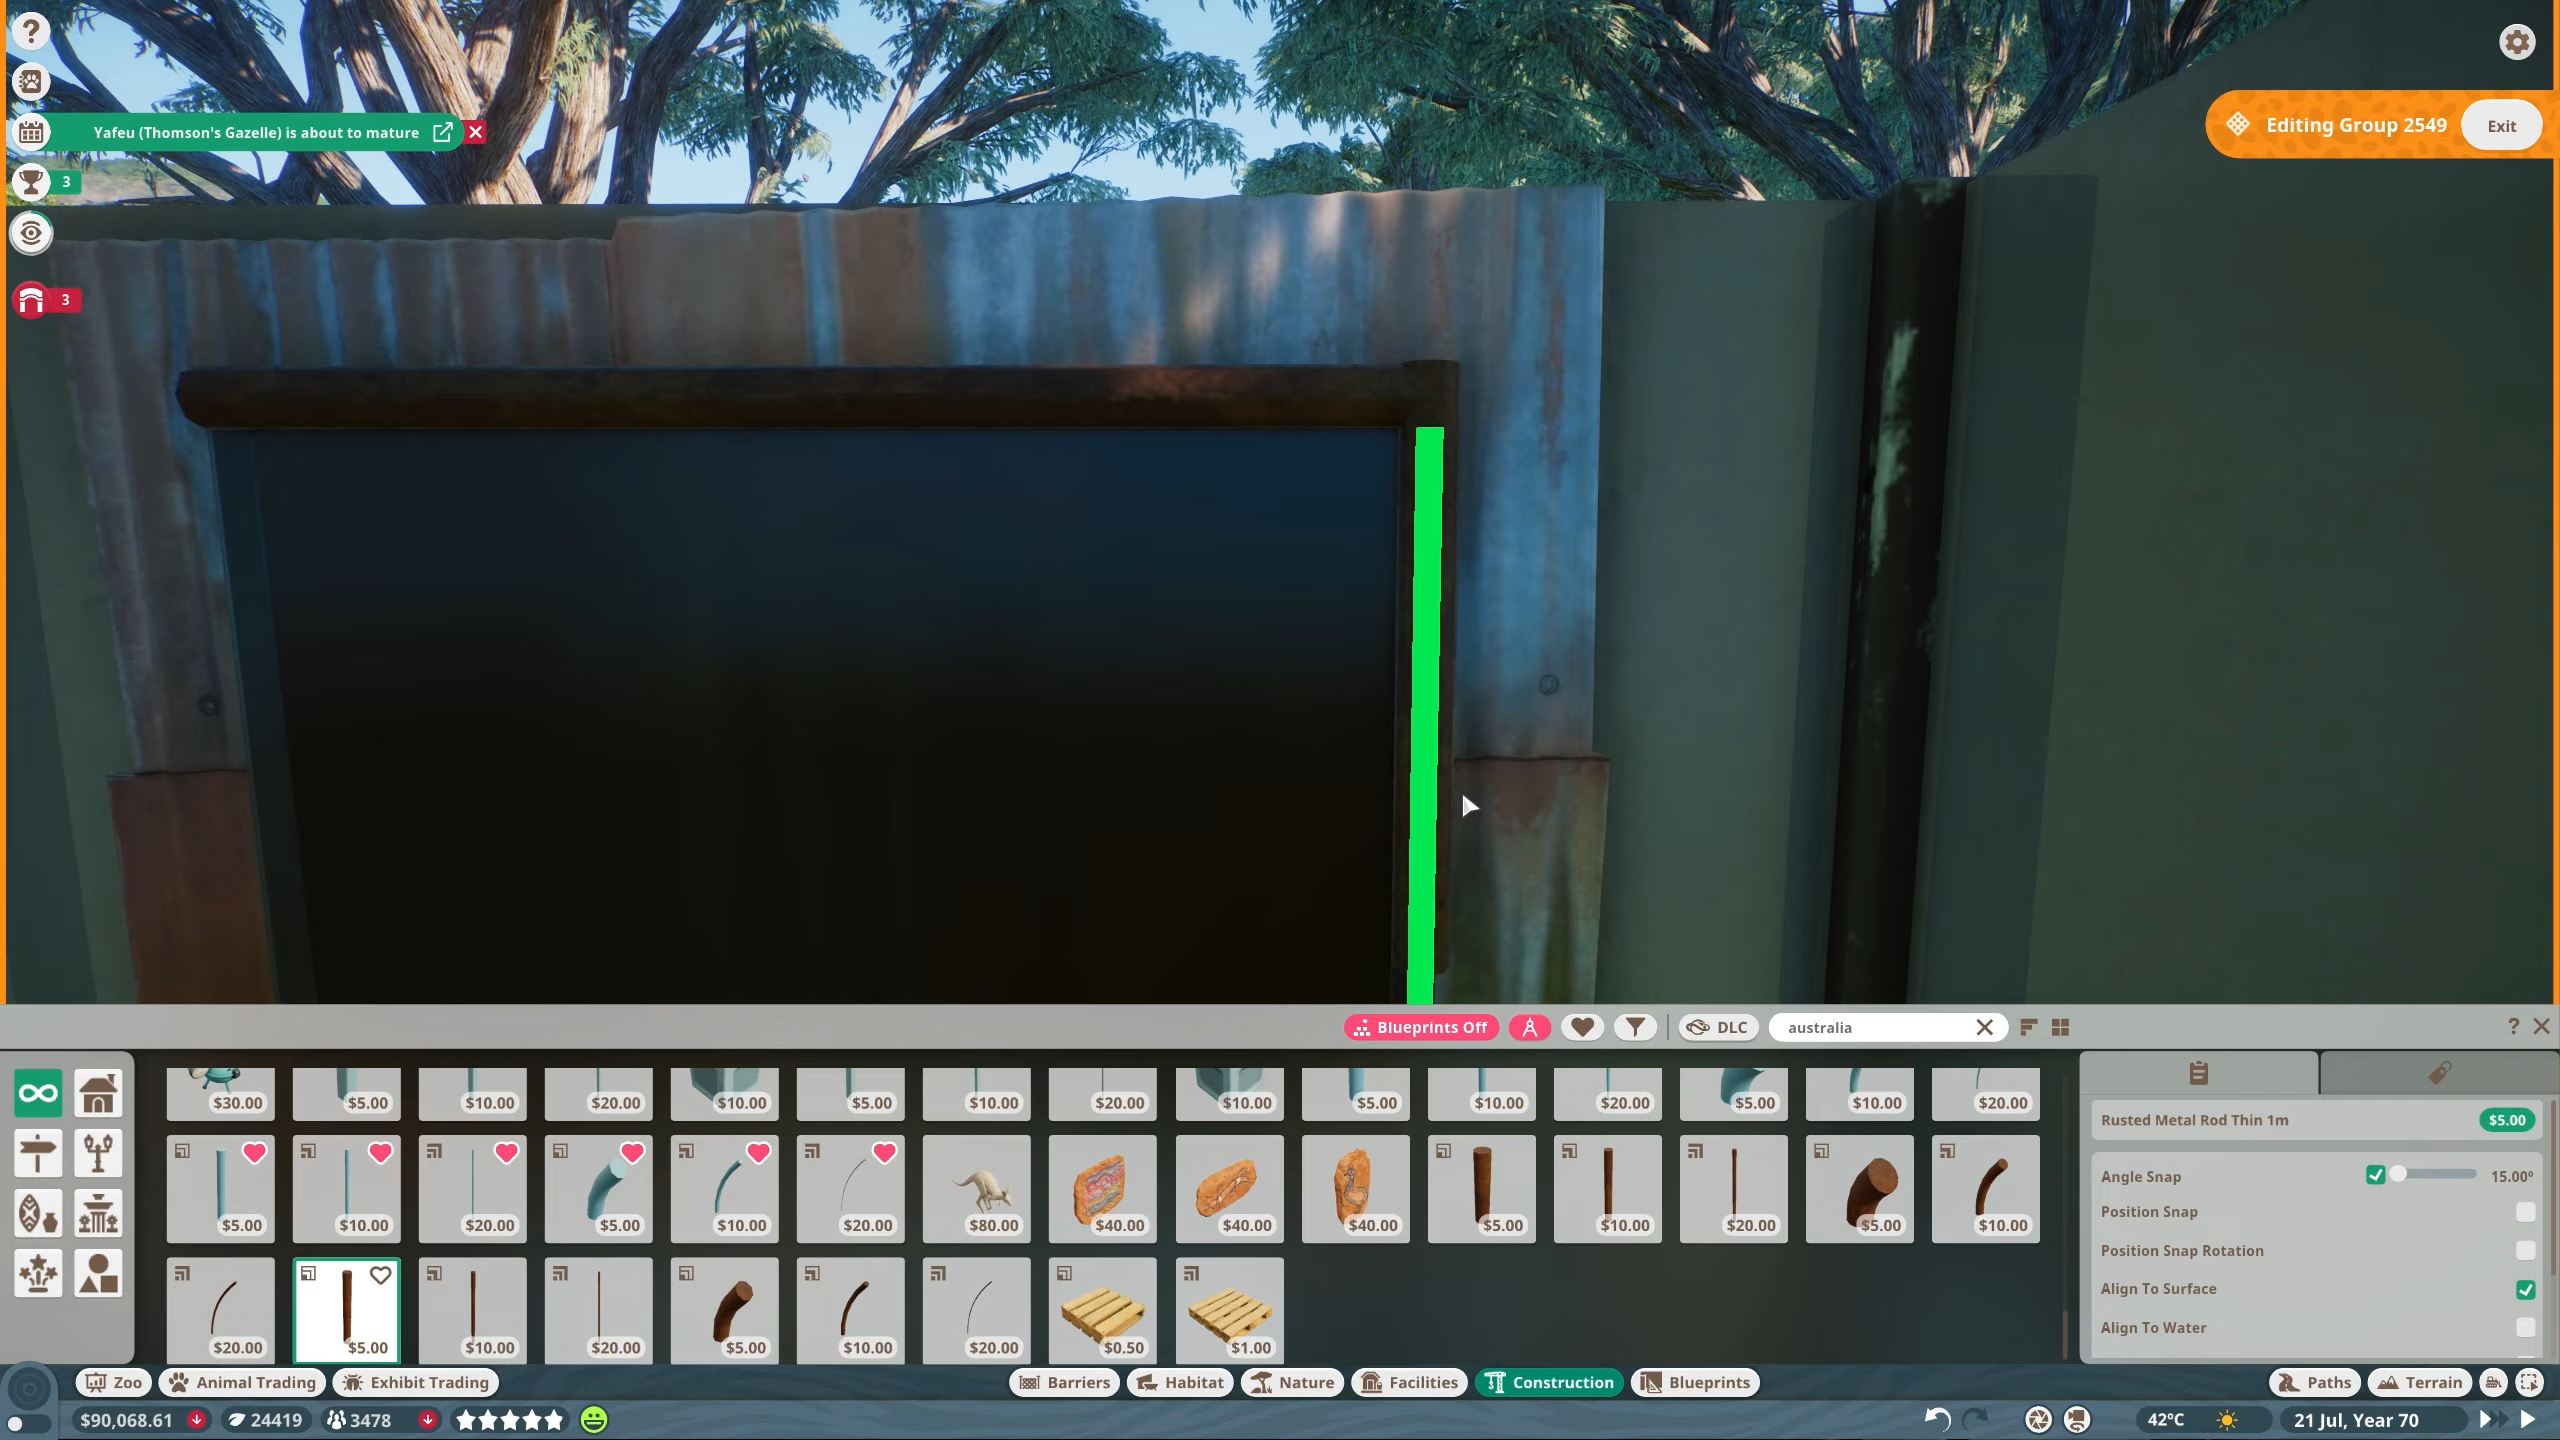 ?
Yafeu (Thomson's Gazelle) is about to mature
Editing Group 2549
Exit
3
3
Blueprints Off
DLC
australia
?
$30.00 $5.00 $10.00 $20.00 $10.00 $5.00 $10.00 $20.00 $10.00 $5.00 $10.00 $20.00 $5.00 $10.00 $20.00
$5.00 $10.00 $20.00 $5.00 $10.00 $20.00 $80.00 $40.00 $40.00 $40.00 $5.00 $10.00 $20.00 $5.00 $10.00
$20.00 $5.00 $10.00 $20.00 $5.00 $10.00 $20.00 $0.50 $1.00
Rusted Metal Rod Thin 1m
$5.00
Angle Snap
15.00°
Position Snap
Position Snap Rotation
Align To Surface
Align To Water
Zoo
Animal Trading
Exhibit Trading
Barriers
Habitat
Nature
Facilities
Construction
Blueprints
Paths
Terrain
$90,068.61
24419
3478
42°C
21 Jul, Year 70